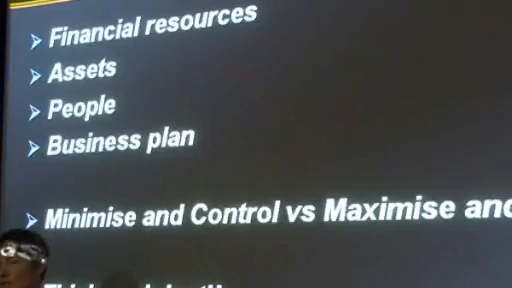 Financial resources
Assets
People
Business plan
Minimise and Control vs Maximise and